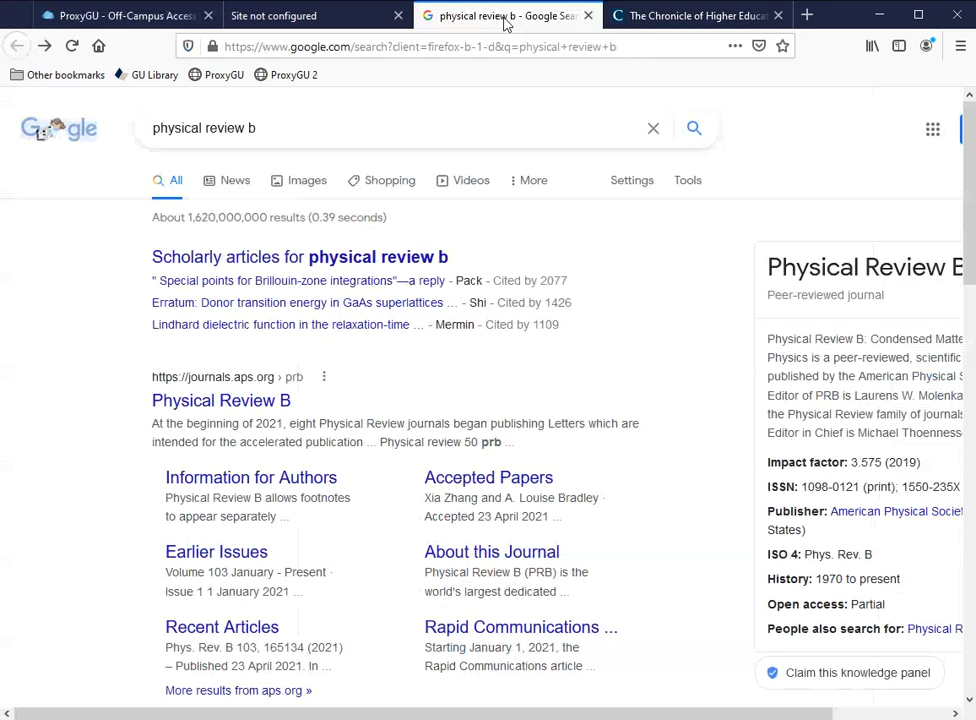 ProxyGU - Off-Campus Access
Site not configured
physical review b - Google Sea
The Chronicle of Higher Educat
https://www.google.com/search?client=firefox-b-1-d&q=physical+review+b
Other bookmarks
GU Library
ProxyGU
ProxyGU 2
Google
physical review b
All
News
Images
Shopping
Videos
More
Settings
Tools
About 1,620,000,000 results (0.39 seconds)
Scholarly articles for physical review b
" Special points for Brillouin-zone integrations"—a reply - Pack - Cited by 2077
Erratum: Donor transition energy in GaAs superlattices ... - Shi - Cited by 1426
Lindhard dielectric function in the relaxation-time ... - Mermin - Cited by 1109
https://journals.aps.org › prb
Physical Review B
At the beginning of 2021, eight Physical Review journals began publishing Letters which are
intended for the accelerated publication ... Physical review 50 prb ...
Information for Authors
Physical Review B allows footnotes
to appear separately ...
Accepted Papers
Xia Zhang and A. Louise Bradley ·
Accepted 23 April 2021 ...
Earlier Issues
Volume 103 January - Present ·
Issue 1 1 January 2021 ...
About this Journal
Physical Review B (PRB) is the
world's largest dedicated ...
Recent Articles
Phys. Rev. B 103, 165134 (2021)
– Published 23 April 2021. In ...
Rapid Communications ...
Starting January 1, 2021, the
Rapid Communications article ...
More results from aps.org »
Physical Review B
Peer-reviewed journal
Physical Review B: Condensed Matte
Physics is a peer-reviewed, scientific
published by the American Physical S
Editor of PRB is Laurens W. Molenka
the Physical Review family of journals
Editor in Chief is Michael Thoennesse
Impact factor: 3.575 (2019)
ISSN: 1098-0121 (print); 1550-235X
Publisher: American Physical Societ
States)
ISO 4: Phys. Rev. B
History: 1970 to present
Open access: Partial
People also search for: Physical R
Claim this knowledge panel